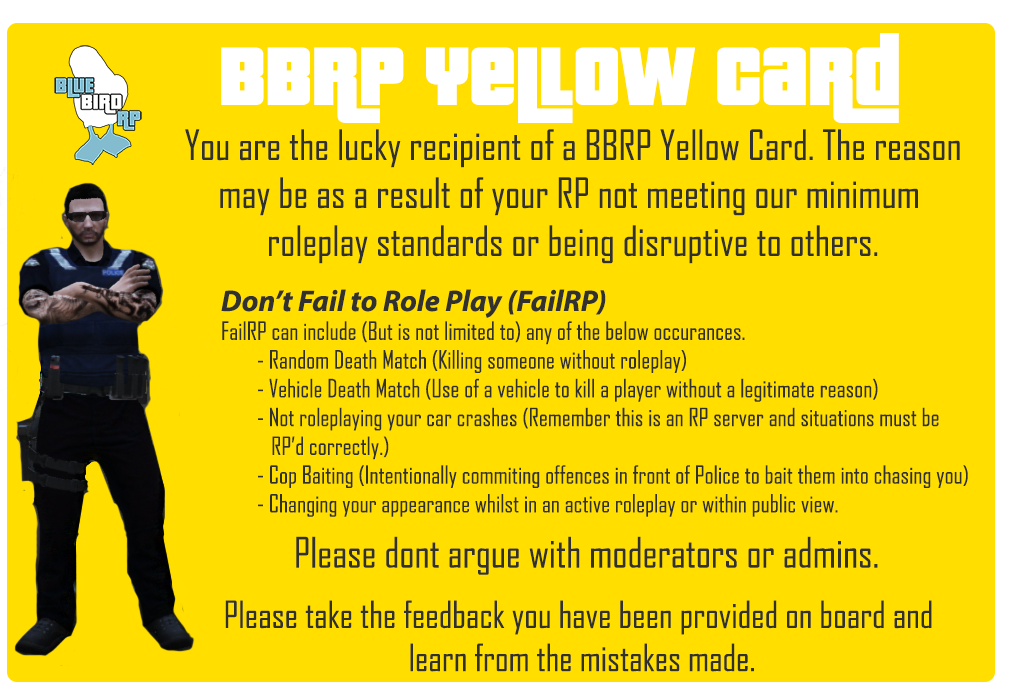 BLUE
BIRD
RP
BBRP YELLOW CARD
You are the lucky recipient of a BBRP Yellow Card. The reason
may be as a result of your RP not meeting our minimum
roleplay standards or being disruptive to others.
Don't Fail to Role Play (FailRP)
FailRP can include (But is not limited to) any of the below occurances.
- Random Death Match (Killing someone without roleplay)
- Vehicle Death Match (Use of a vehicle to kill a player without a legitimate reason)
- Not roleplaying your car crashes (Remember this is an RP server and situations must be
RP'd correctly.)
- Cop Baiting (Intentionally commiting offences in front of Police to bait them into chasing you)
- Changing your appearance whilst in an active roleplay or within public view.
POLICE
Please dont argue with moderators or admins.
Please take the feedback you have been provided on board and
learn from the mistakes made.